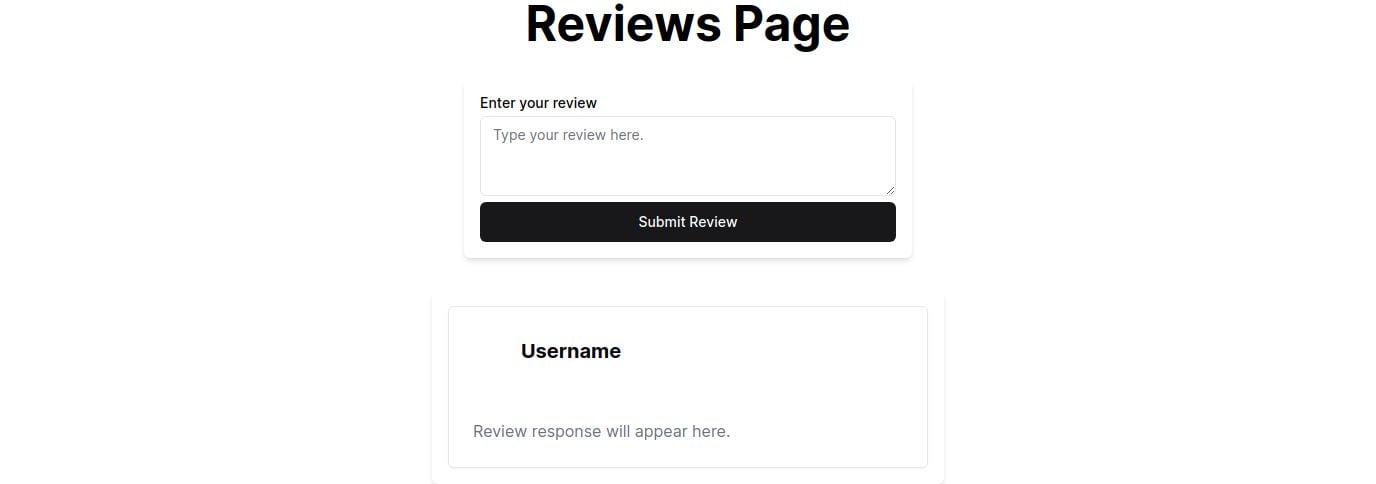 Reviews Page
Enter your review
Type your review here.
Submit Review
Username
Review response will appear here.